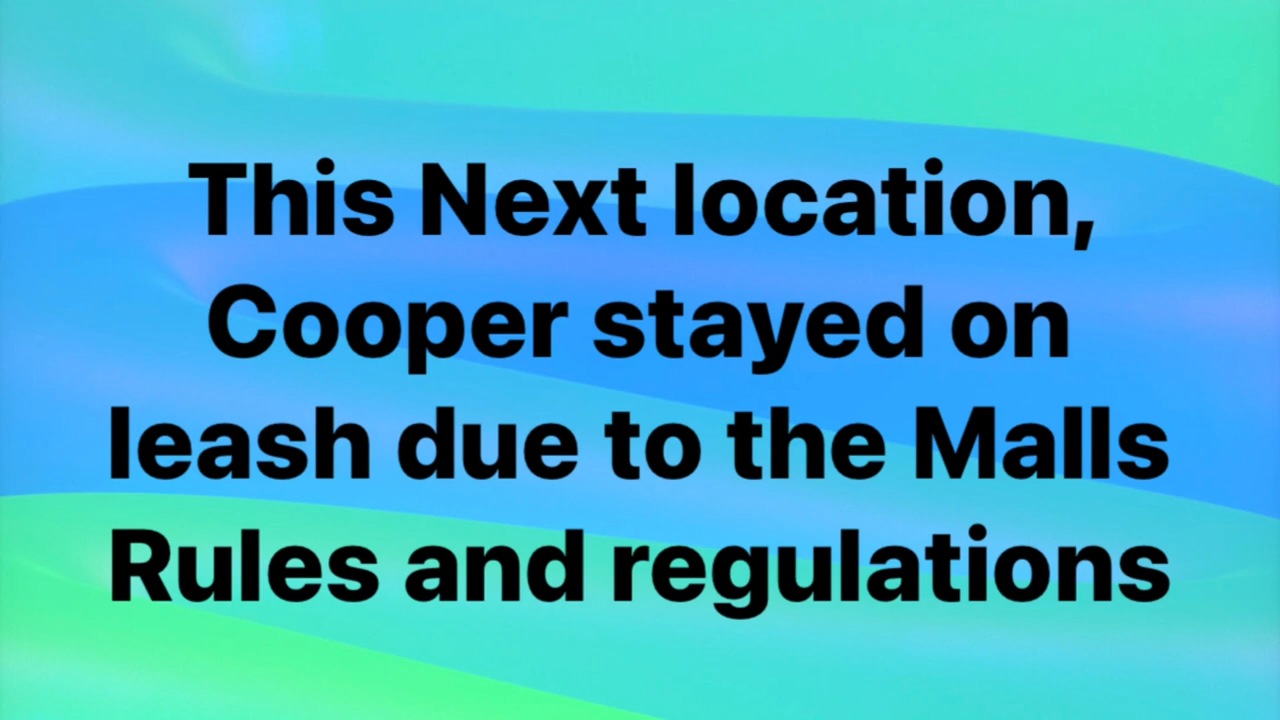 This Next location,
Cooper stayed on
leash due to the Malls
Rules and regulations